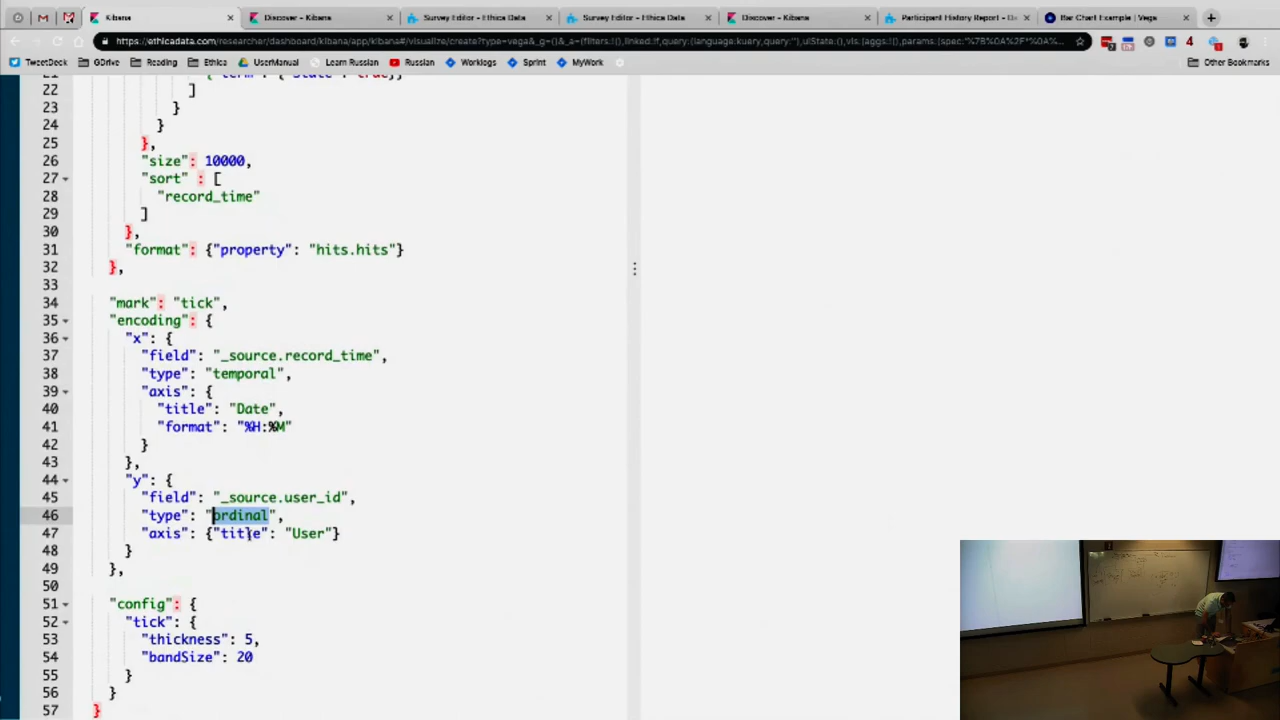 Kibana
Discover - Kibana
Survey Editor - Ethica Data
Survey Editor - Ethica Data
Discover - Kibana
Participant History Report - Da
Bar Chart Example | Vega
https://ethicadata.com/researcher/dashboard/kibana/app/kibana#/visualize/create?type=vega&_g=()&_a=(filters:!(),linked:!f,query:(language:kuery,query:''),uiState:(),vis:(aggs:!(),params:(spec:'%7B%0A%2F*%0A%...
TweetDeck
GDrive
Reading
Ethica
UserManual
Learn Russian
Russian
Worklogs
Sprint
MyWork
Other Bookmarks
22 ]
23 }
24 }
25 },
26 "size": 10000,
27 "sort" : [
28 "record_time"
29 ]
30 },
31 "format": {"property": "hits.hits"}
32 },
33
34 "mark": "tick",
35 "encoding": {
36 "x": {
37 "field": "_source.record_time",
38 "type": "temporal",
39 "axis": {
40 "title": "Date",
41 "format": "%H:%M"
42 }
43 },
44 "y": {
45 "field": "_source.user_id",
46 "type": "ordinal",
47 "axis": {"title": "User"}
48 }
49 },
50
51 "config": {
52 "tick": {
53 "thickness": 5,
54 "bandSize": 20
55 }
56 }
57 }